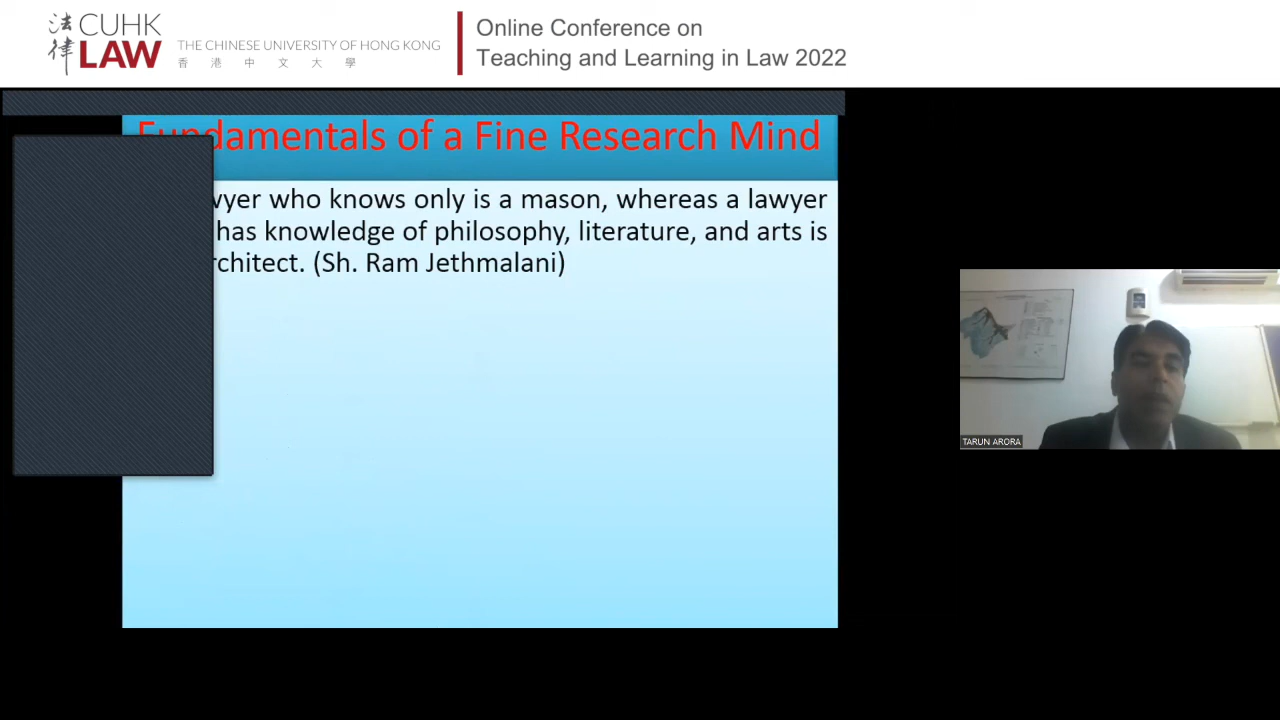 法律
CUHK
LAW
THE CHINESE UNIVERSITY OF HONG KONG
香港中文大學
Online Conference on
Teaching and Learning in Law 2022
Fundamentals of a Fine Research Mind
who knows only is a mason, whereas a lawyer
has knowledge of philosophy, literature, and arts is
(Sh. Ram Jethmalani)
TARUN ARORA